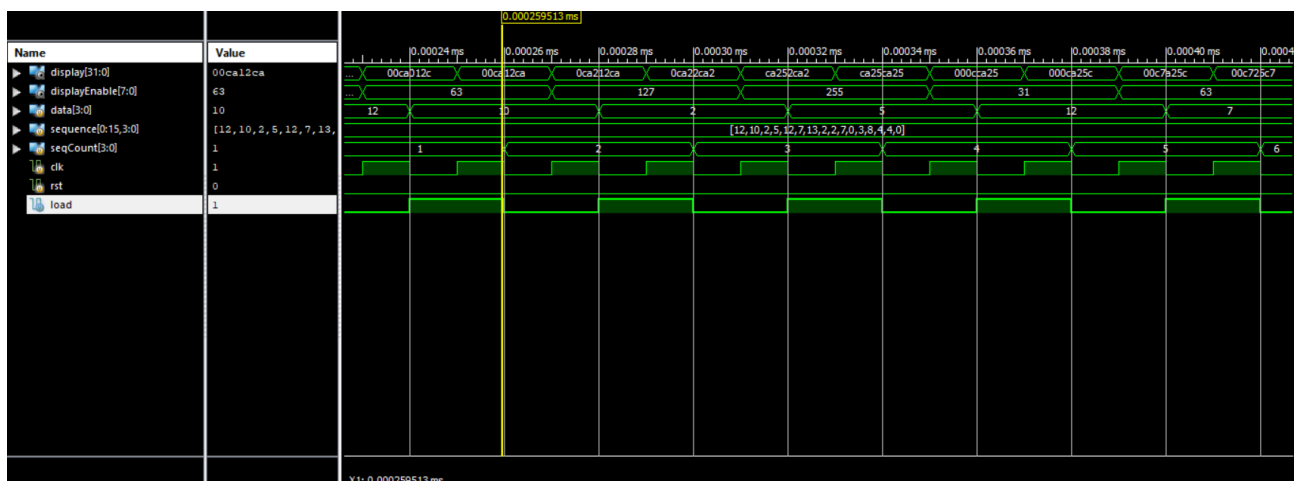 0.000259513 ms
Name Value 0.00024 ms 0.00026 ms 0.00028 ms 0.00030 ms 0.00032 ms 0.00034 ms 0.00036 ms 0.00038 ms 0.00040 ms 0.0004
display[31:0] 00ca12ca ... 00ca012c 00ca12ca 0ca212ca 0ca22ca2 ca252ca2 ca25ca25 000cca25 000ca25c 00c7a25c 00c725c7
displayEnable[7:0] 63 ... 63 127 255 31 63
data[3:0] 10 12 10 2 5 12 7
sequence[0:15,3:0] [12,10,2,5,12,7,13, [12,10,2,5,12,7,13,2,2,7,0,3,8,4,4,0]
seqCount[3:0] 1 1 2 3 4 5 6
clk 1
rst 0
load 1
X1: 0.000259513 ms